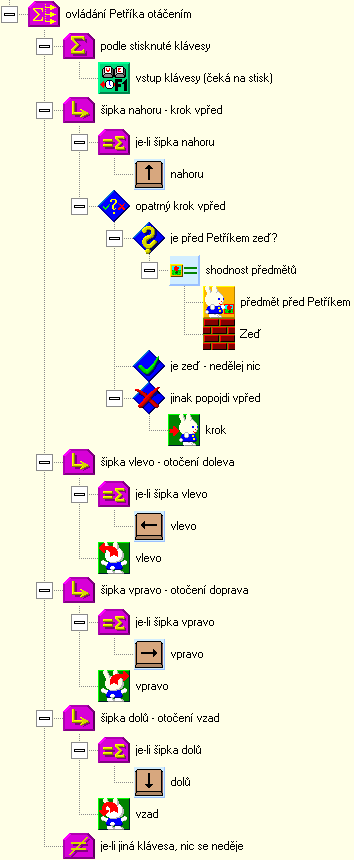 ovládání Petříka otáčením
podle stisknuté klávesy
vstup klávesy (čeká na stisk)
šipka nahoru - krok vpřed
je-li šipka nahoru
nahoru
opatrný krok vpřed
je před Petříkem zeď?
shodnost předmětů
předmět před Petříkem
Zeď
je zeď - nedělej nic
jinak popojdi vpřed
krok
šipka vlevo - otočení doleva
je-li šipka vlevo
vlevo
vlevo
šipka vpravo - otočení doprava
je-li šipka vpravo
vpravo
vpravo
šipka dolů - otočení vzad
je-li šipka dolů
dolů
vzad
je-li jiná klávesa, nic se neděje